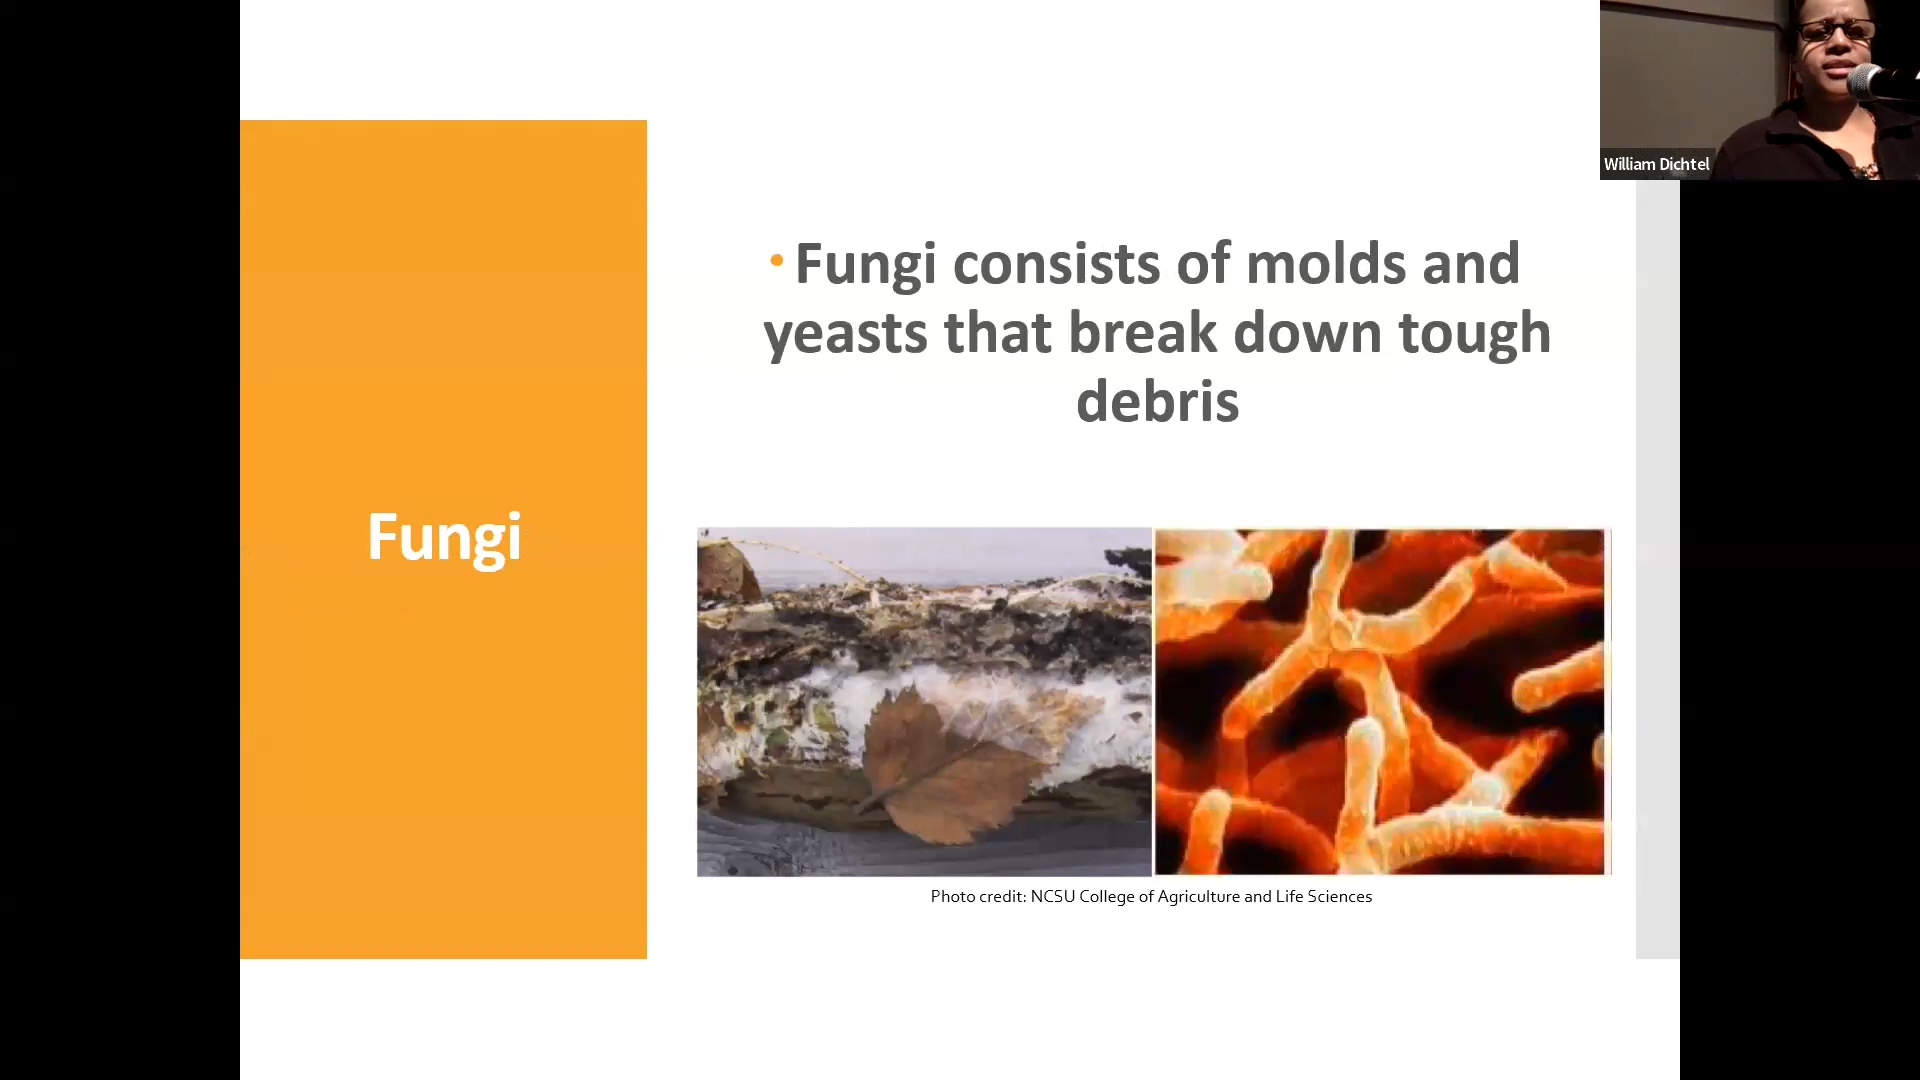 William Dichtel
• Fungi consists of molds and
yeasts that break down tough
debris
Fungi
Photo credit: NCSU College of Agriculture and Life Sciences